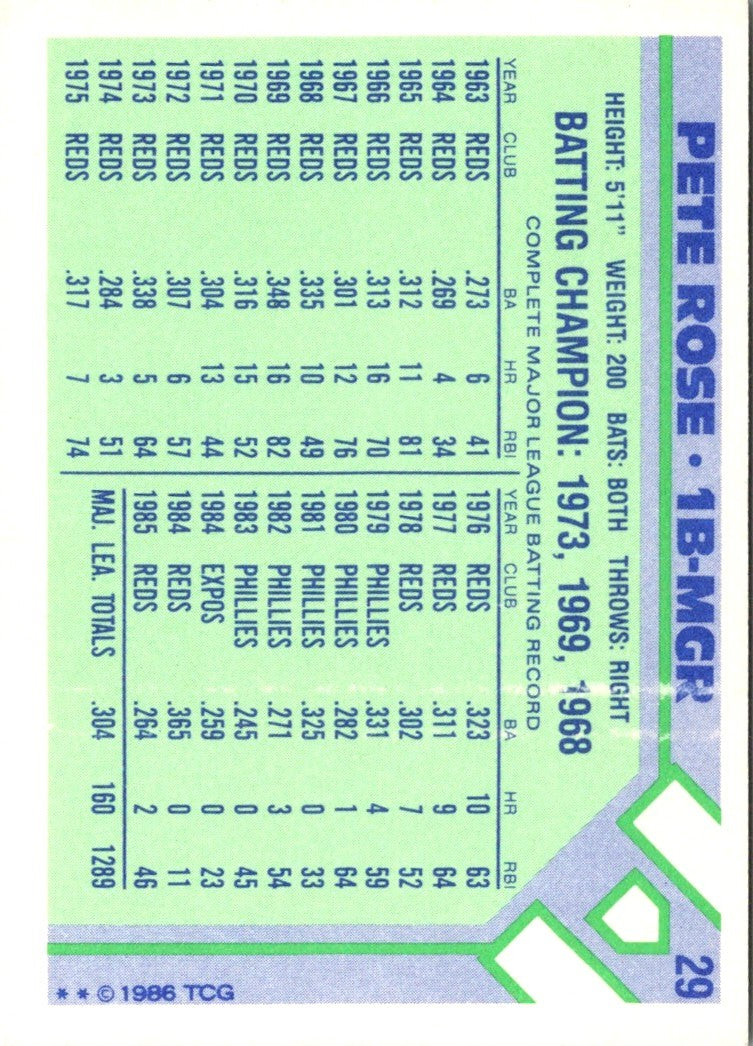 PETE ROSE • 1B-MGR 29
HEIGHT: 5'11" WEIGHT: 200 BATS: BOTH THROWS: RIGHT
BATTING CHAMPION: 1973, 1969, 1968
COMPLETE MAJOR LEAGUE BATTING RECORD
YEAR CLUB BA HR RBI
1963 REDS .273 6 41
1964 REDS .269 4 34
1965 REDS .312 11 81
1966 REDS .313 16 70
1967 REDS .301 12 76
1968 REDS .335 10 49
1969 REDS .348 16 82
1970 REDS .316 15 52
1971 REDS .304 13 44
1972 REDS .307 6 57
1973 REDS .338 5 64
1974 REDS .284 3 51
1975 REDS .317 7 74
YEAR CLUB BA HR RBI
1976 REDS .323 10 63
1977 REDS .311 9 64
1978 REDS .302 7 52
1979 PHILLIES .331 4 59
1980 PHILLIES .282 1 64
1981 PHILLIES .325 0 33
1982 PHILLIES .271 3 54
1983 PHILLIES .245 0 45
1984 EXPOS .259 0 23
1984 REDS .365 0 11
1985 REDS .264 2 46
MAJ. LEA. TOTALS .304 160 1289
* * © 1986 TCG